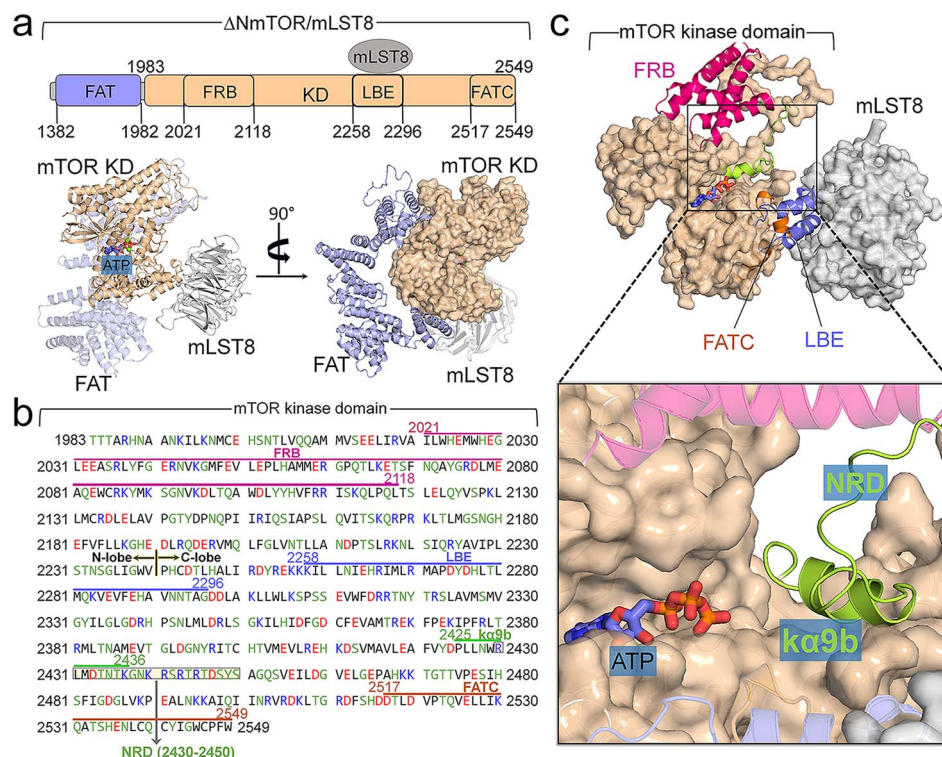 a
ΔNmTOR/mLST8
mLST8
1983
2549
FAT
FRB
KD
LBE
FATC
1382
1982
2021
2118
2258
2296
2517
2549
mTOR KD
ATP
FAT
mLST8
90°
mTOR KD
FAT
mLST8
b
mTOR kinase domain
2021
1983 TTTARHNAA ANKILKNMCE HSNTLVQQAM MVSEELIRVA ILWHEMWHEG 2030
FRB
2031 LEEASRLYFG ERNVKGMFEV LEPLHAMMER GPQTLKETSF NQAYGRDLME 2080
2118
2081 AQEWCRKYMK SGNVKDLTQA WDLYYHVFRR ISKQLPQLTS LELQYVSPKL 2130
2131 LMCRDLELAV PGTYDPNQPI IRIQSIAPSL QVITSKQRPR KLTLMGSNGH 2180
2181 EFVFLLKGHE DLRQDERVMQ LFGLVNTLLA NDPTSLRKNL SIQRYAVIPL 2230
N-lobe C-lobe 2258 LBE
2231 STNSGLIGWV PHCDTLHALI RDYREKKKIL LNIEHRIMLR MAPDYDHLTL 2280
2296
2281 MQKVEVFEHA VNNTAGDDLA KLLWLKSPSS EVWFDRRTNY TRSLAVMSMV 2330
2331 GYILGLGDRH PSNLMLDRLS GKILHIDFGD CFEVAMTREK FPEKIPFRLT 2380
2425 kα9b
2381 RMLTNAMEVT GLDGNYRITC HTVMEVLREH KDSVMAVLEA FVYDPLLNWR 2430
2436
2431 LMDTNTKGNK RSRTRTDSYS AGQSVEILDG VELGEPAHKK TGTTVPESIH 2480
2517 FATC
2481 SFIGDGLVKP EALNKKAIQI INRVRDKLTG RDFSHDDTLD VPTQVELLIK 2530
2549
2531 QATSHENLCQ CYIGWCPFW 2549
NRD (2430-2450)
c
mTOR kinase domain
FRB
mLST8
FATC
LBE
NRD
kα9b
ATP